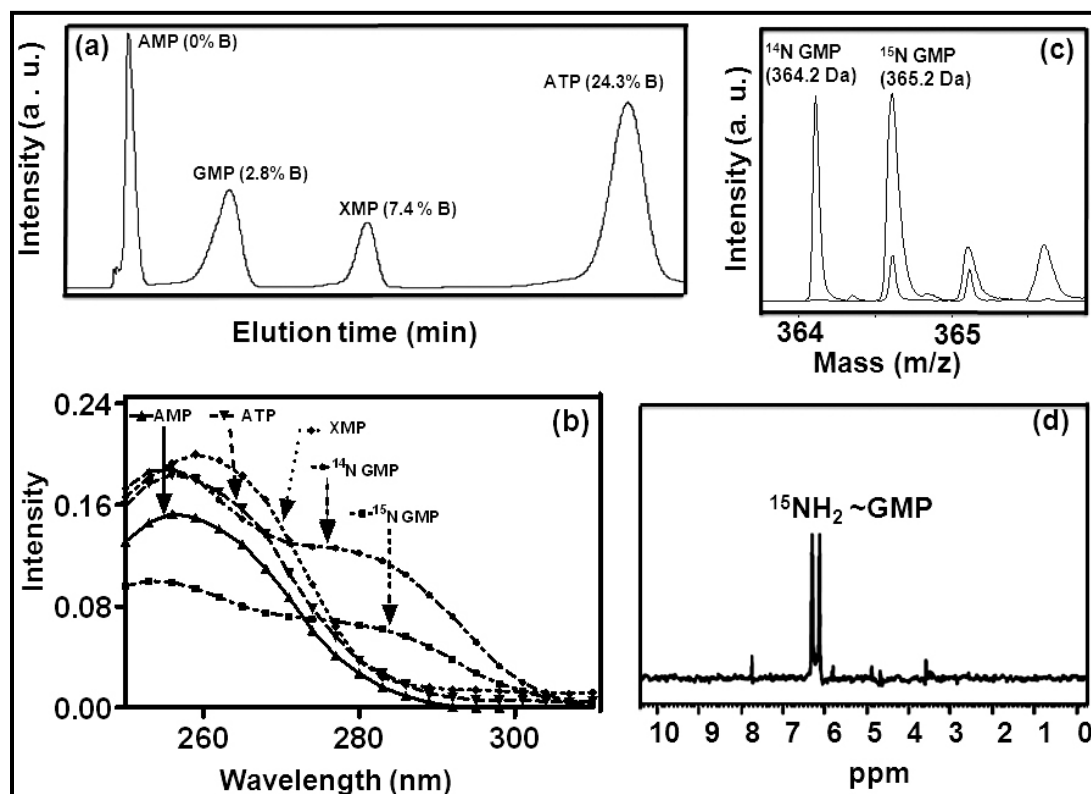 (a)
AMP (0% B)
GMP (2.8% B)
XMP (7.4 % B)
ATP (24.3% B)
Intensity (a . u.)
Elution time (min)
(c)
14N GMP
(364.2 Da)
15N GMP
(365.2 Da)
Intensity (a. u.)
364 365
Mass (m/z)
(b)
AMP
ATP
XMP
14N GMP
15N GMP
0.24
0.16
0.08
0.00
Intensity
260 280 300
Wavelength (nm)
(d)
15NH2 ~GMP
10 9 8 7 6 5 4 3 2 1 0
ppm